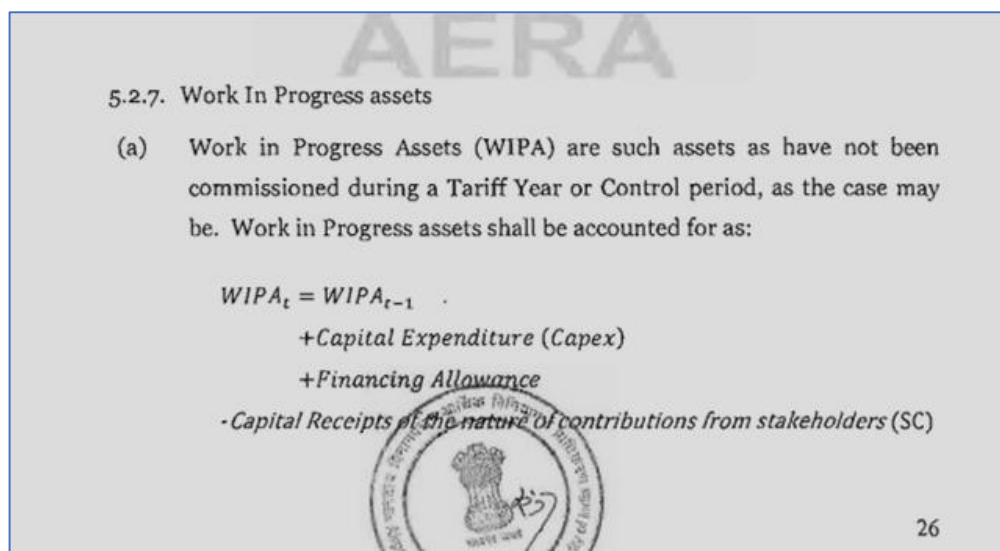 AERA
5.2.7. Work In Progress assets
(a) Work in Progress Assets (WIPA) are such assets as have not been
commissioned during a Tariff Year or Control period, as the case may
be. Work in Progress assets shall be accounted for as:
WIPAₜ = WIPAₜ₋₁ .
+Capital Expenditure (Capex)
+Financing Allowance
-Capital Receipts of the nature of contributions from stakeholders (SC)
26